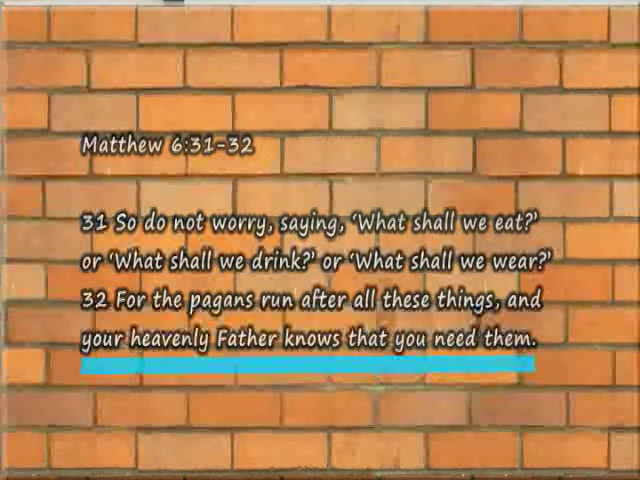 Matthew 6:31-32
31 So do not worry, saying, ‘What shall we eat?’
or ‘What shall we drink?’ or ‘What shall we wear?’
32 For the pagans run after all these things, and
your heavenly Father knows that you need them.